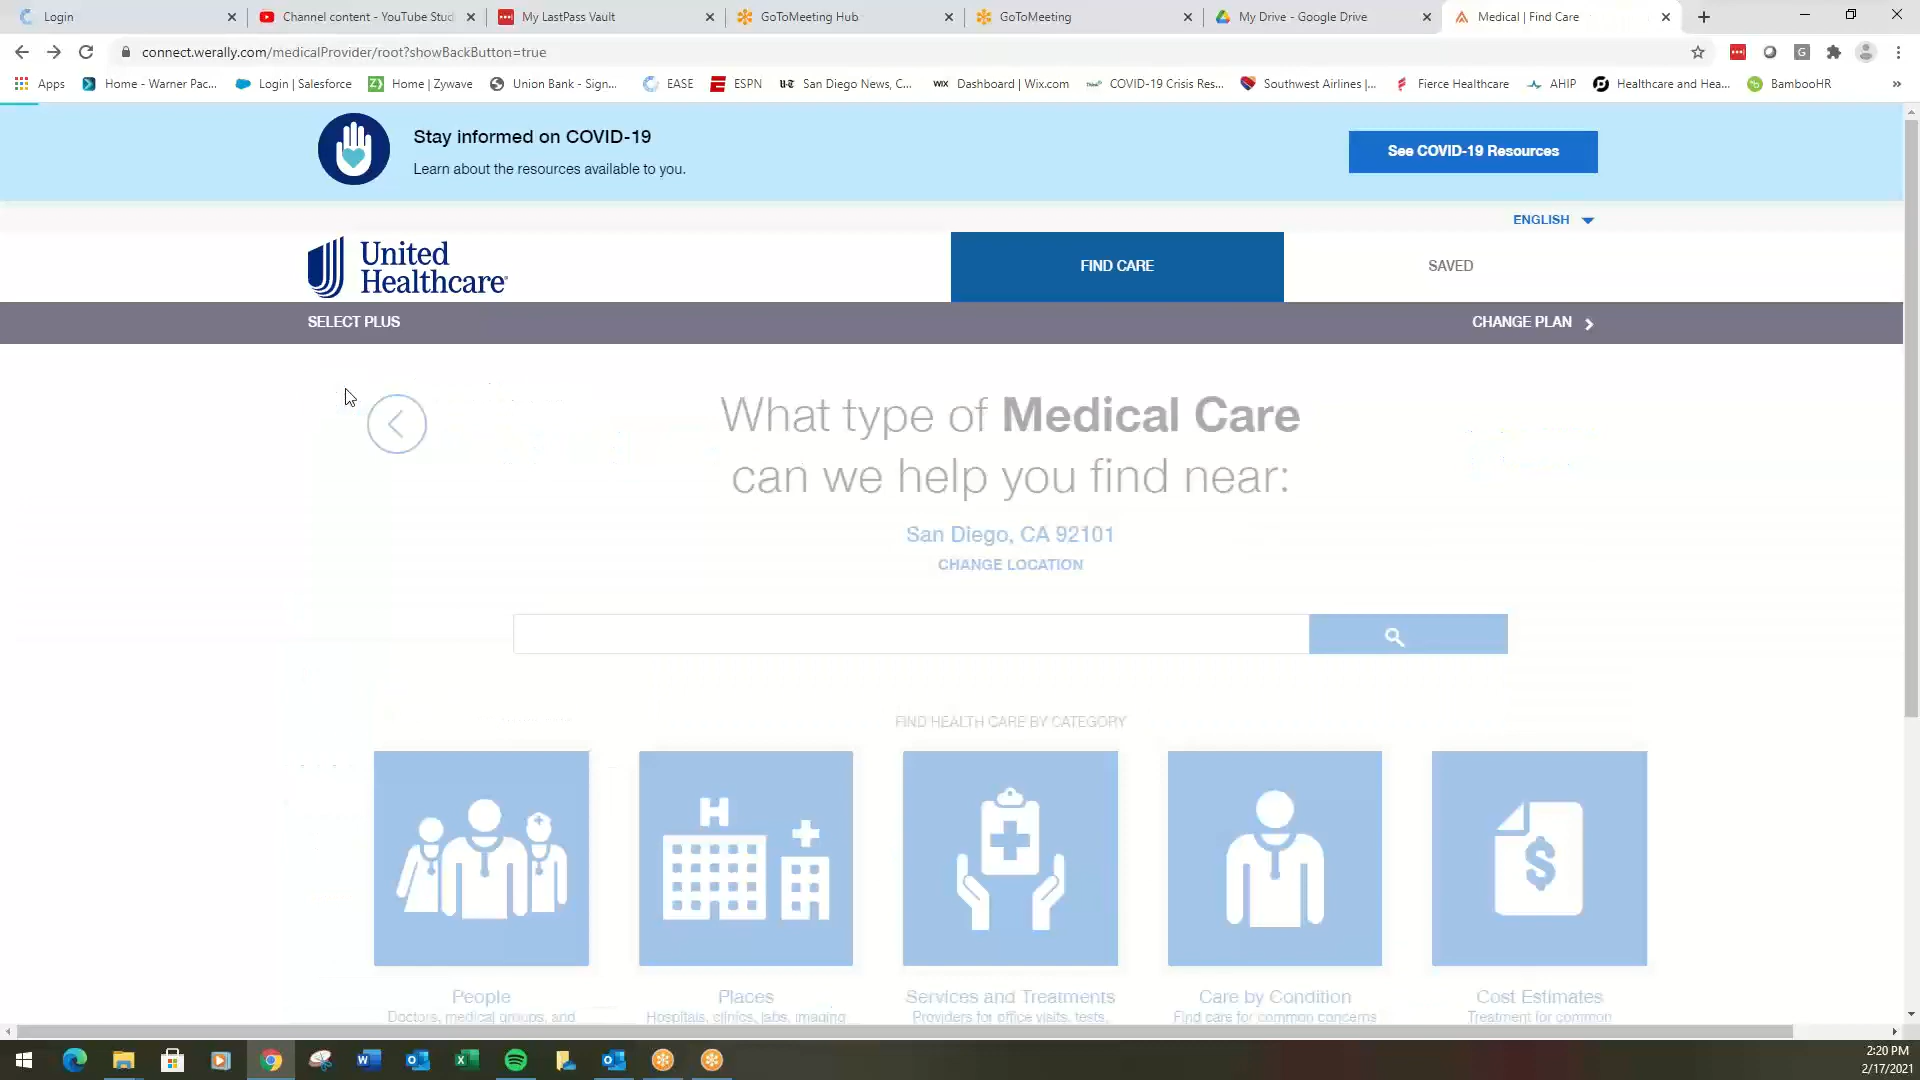 Login
Channel content - YouTube Stud
My LastPass Vault
GoToMeeting Hub
GoToMeeting
My Drive - Google Drive
Medical | Find Care
connect.werally.com/medicalProvider/root?showBackButton=true
Apps
Home - Warner Pac...
Login | Salesforce
Home | Zywave
Union Bank - Sign...
EASE
ESPN
San Diego News, C...
WIX Dashboard | Wix.com
COVID-19 Crisis Res...
Southwest Airlines |...
Fierce Healthcare
AHIP
Healthcare and Hea...
BambooHR
»
Stay informed on COVID-19
Learn about the resources available to you.
See COVID-19 Resources
ENGLISH
United
Healthcare®
FIND CARE
SAVED
SELECT PLUS
CHANGE PLAN
What type of Medical Care
can we help you find near:
San Diego, CA 92101
CHANGE LOCATION
FIND HEALTH CARE BY CATEGORY
H
$
People
Places
Services and Treatments
Care by Condition
Cost Estimates
Doctors, medical groups, and
Hospitals, clinics, labs, imaging
Providers for office visits, tests,
Find care for common concerns
Treatment for common
2:20 PM
2/17/2021